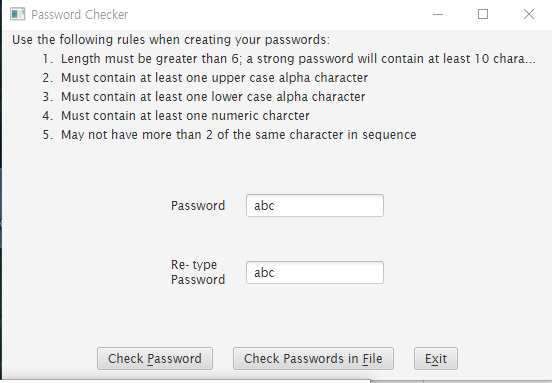 Password Checker
Use the following rules when creating your passwords:
1. Length must be greater than 6; a strong password will contain at least 10 chara...
2. Must contain at least one upper case alpha character
3. Must contain at least one lower case alpha character
4. Must contain at least one numeric charcter
5. May not have more than 2 of the same character in sequence
Password abc
Re- type
Password
abc
Check Password Check Passwords in File Exit